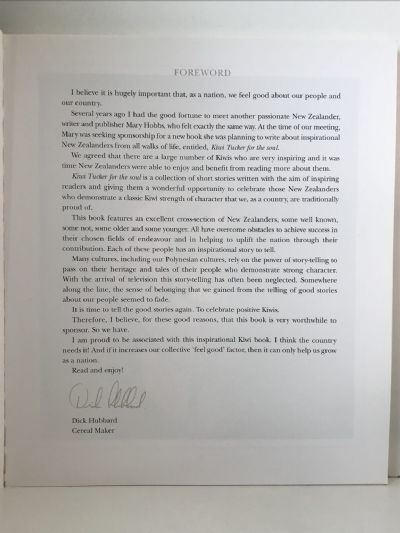 FOREWORD
I believe it is hugely important that, as a nation, we feel good about our people and
our country.
Several years ago I had the good fortune to meet another passionate New Zealander,
writer and publisher Mary Hobbs, who felt exactly the same way. At the time of our meeting,
Mary was seeking sponsorship for a new book she was planning to write about inspirational
New Zealanders from all walks of life, entitled, Kiwi Tucker for the soul.
We agreed that there are a large number of Kiwis who are very inspiring and it was
time New Zealanders were able to enjoy and benefit from reading more about them.
Kiwi Tucker for the soul is a collection of short stories written with the aim of inspiring
readers and giving them a wonderful opportunity to celebrate those New Zealanders
who demonstrate a classic Kiwi strength of character that we, as a country, are traditionally
proud of.
This book features an excellent cross-section of New Zealanders, some well known,
some not, some older and some younger. All have overcome obstacles to achieve success in
their chosen fields of endeavour and in helping to uplift the nation through their
contribution. Each of these people has an inspirational story to tell.
Many cultures, including our Polynesian cultures, rely on the power of story-telling to
pass on their heritage and tales of their people who demonstrate strong character.
With the arrival of television this story-telling has often been neglected. Somewhere
along the line, the sense of belonging that we gained from the telling of good stories
about our people seemed to fade.
It is time to tell the good stories again. To celebrate positive Kiwis.
Therefore, I believe, for these good reasons, that this book is very worthwhile to
sponsor. So we have.
I am proud to be associated with this inspirational Kiwi book. I think the country
needs it! And if it increases our collective 'feel good' factor, then it can only help us grow
as a nation.
Read and enjoy!
Dick Hubbard
Dick Hubbard
Cereal Maker